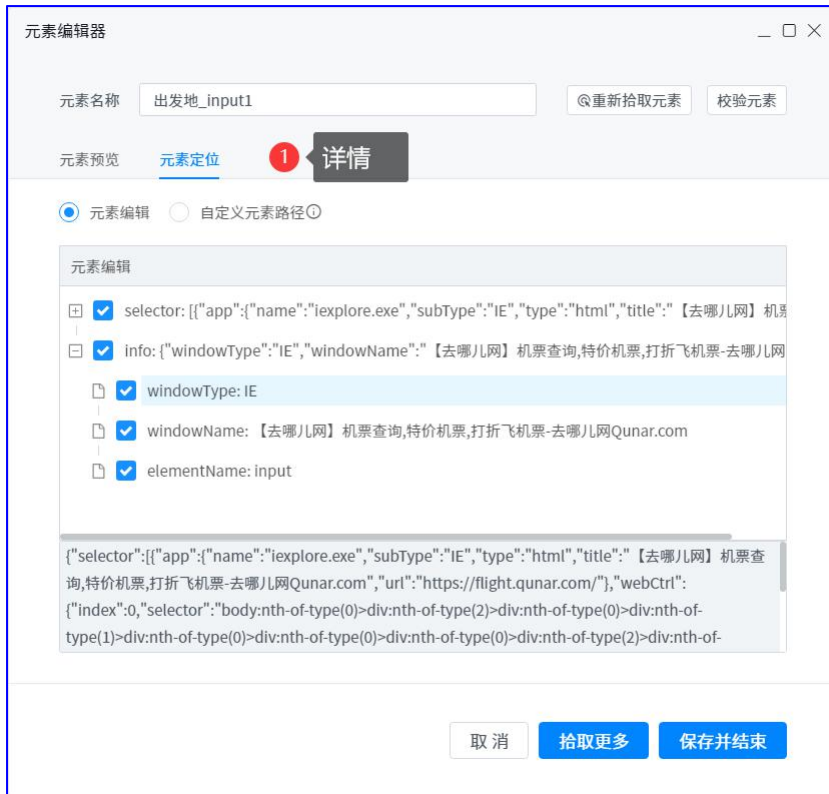 元素编辑器
元素名称 出发地_input1 重新拾取元素 校验元素
元素预览 元素定位 1 详情
元素编辑 自定义元素路径
元素编辑
selector: [{"app":{"name":"iexplore.exe","subType":"IE","type":"html","title":"【去哪儿网】机票
info: {"windowType":"IE","windowName":"【去哪儿网】机票查询,特价机票,打折飞机票-去哪儿网
windowType: IE
windowName: 【去哪儿网】机票查询,特价机票,打折飞机票-去哪儿网Qunar.com
elementName: input
{"selector":[{"app":{"name":"iexplore.exe","subType":"IE","type":"html","title":"【去哪儿网】机票查
询,特价机票,打折飞机票-去哪儿网Qunar.com","url":"https://flight.qunar.com/"},"webCtrl":
{"index":0,"selector":"body:nth-of-type(0)>div:nth-of-type(2)>div:nth-of-type(0)>div:nth-of-
type(1)>div:nth-of-type(0)>div:nth-of-type(0)>div:nth-of-type(0)>div:nth-of-type(2)>div:nth-of-
取 消 拾取更多 保存并结束